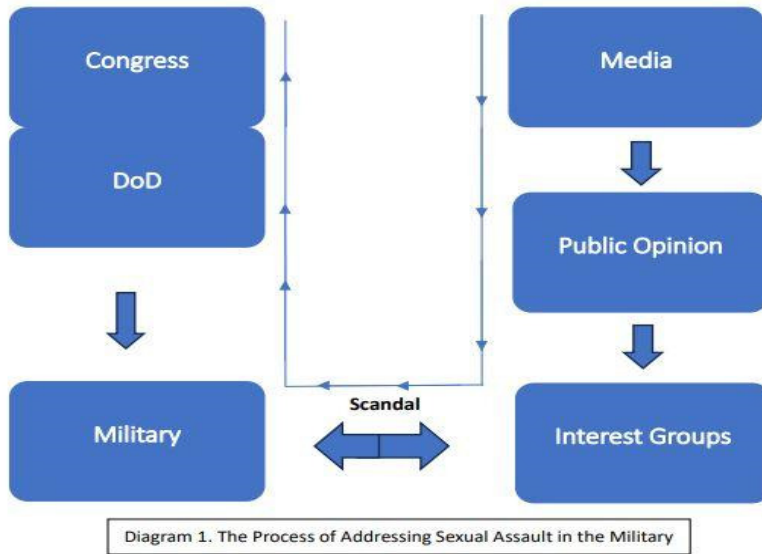 Congress
DoD
Military
Media
Public Opinion
Interest Groups
Scandal
Diagram 1. The Process of Addressing Sexual Assault in the Military